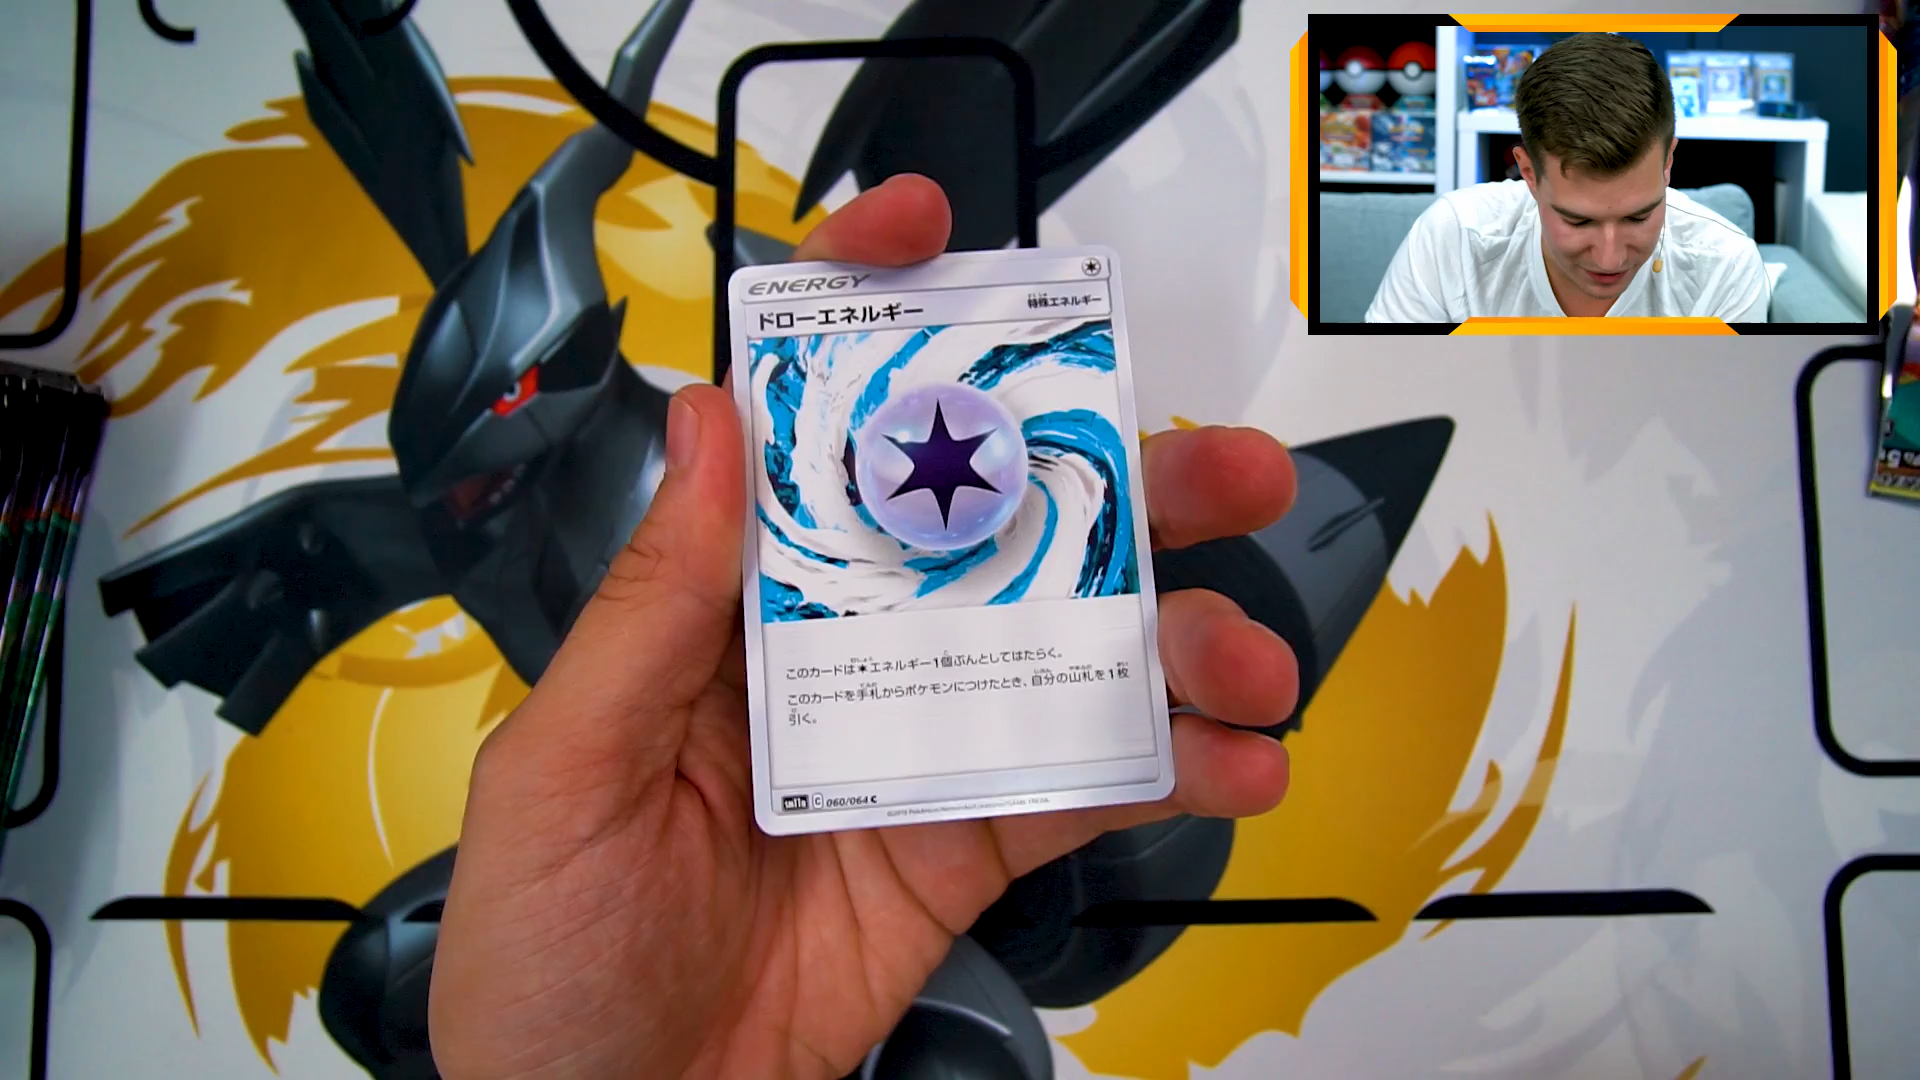 ENERGY
ドローエネルギー
特殊エネルギー
このカードは エネルギー1個ぶんとしてはたらく。
このカードを手札からポケモンにつけたとき、自分の山札を1枚
引く。
C 060/064 C